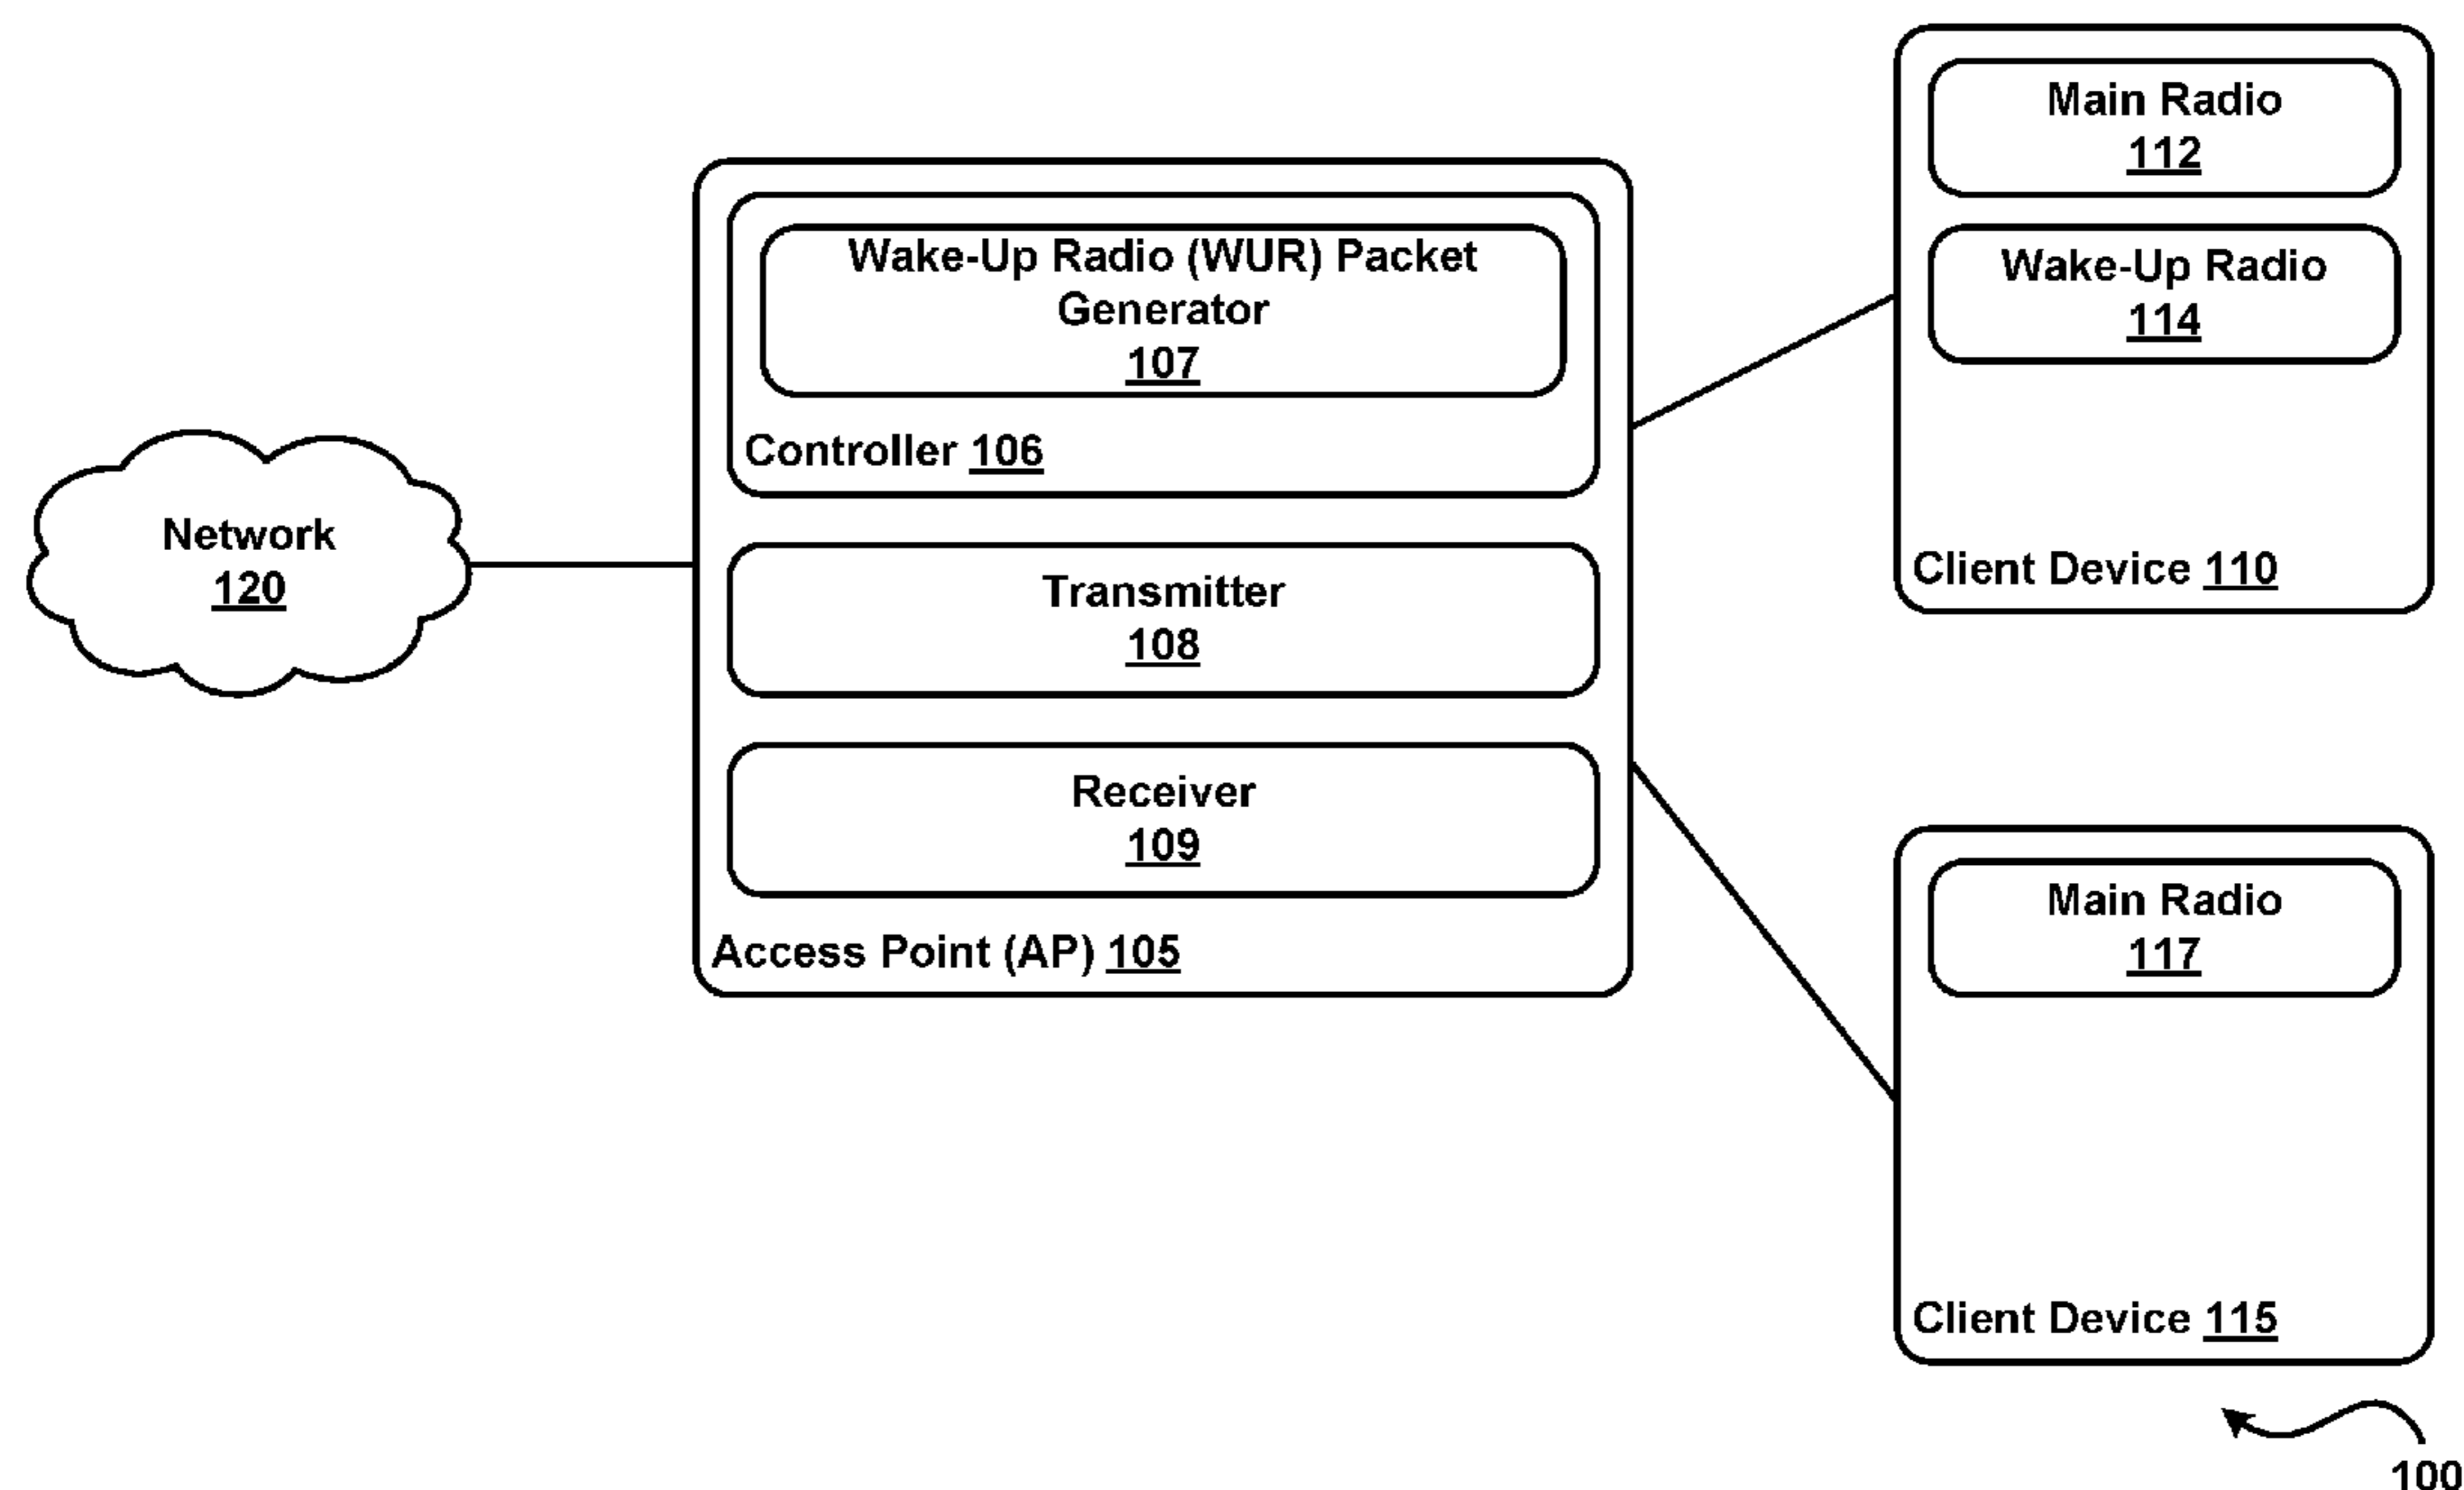 Network
120
Wake-Up Radio (WUR) Packet
Generator
107
Controller 106
Transmitter
108
Receiver
109
Access Point (AP) 105
Main Radio
112
Wake-Up Radio
114
Client Device 110
Main Radio
117
Client Device 115
100